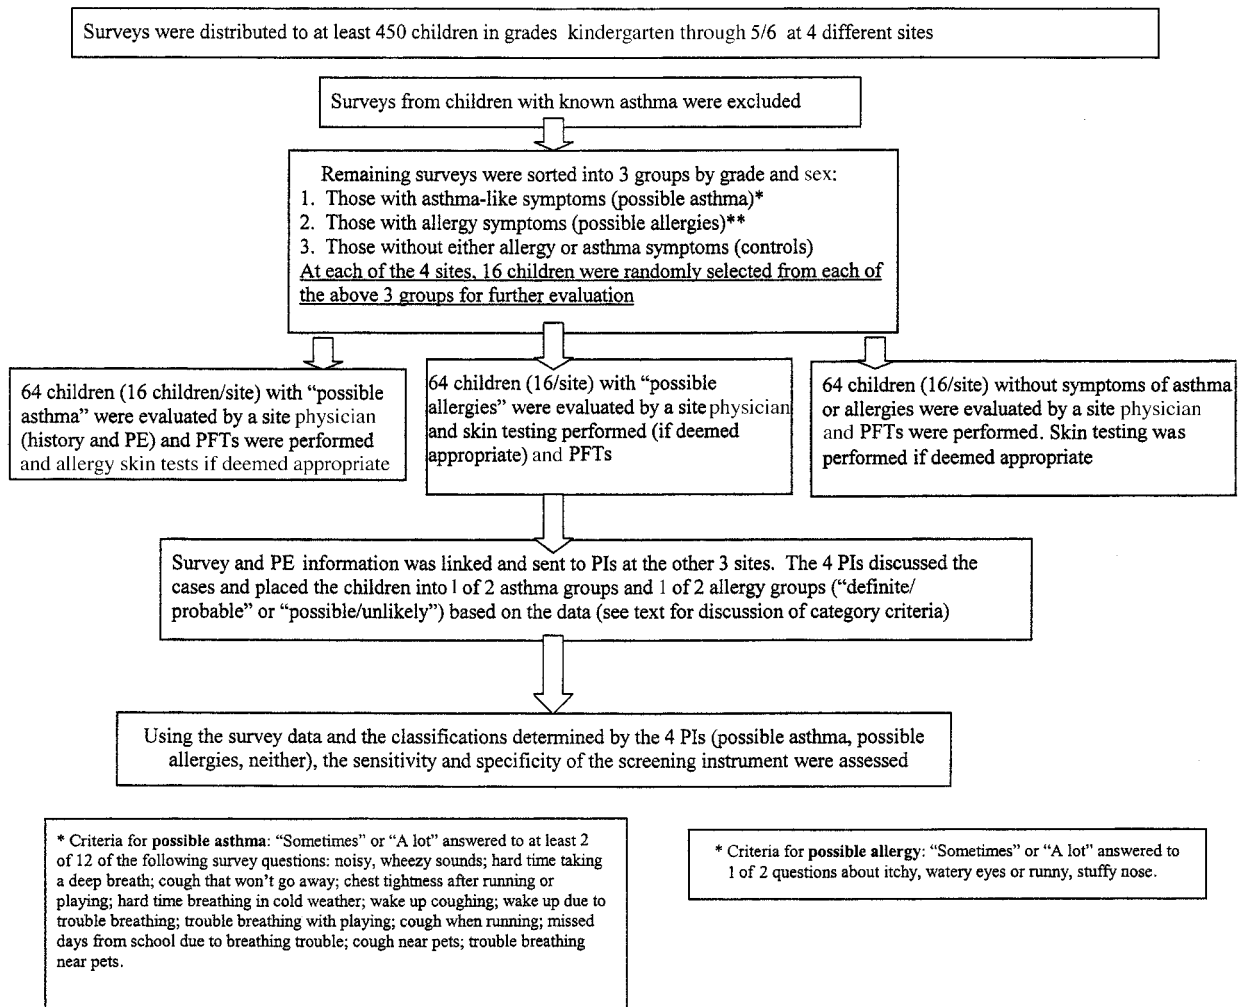 Surveys were distributed to at least 450 children in grades kindergarten through 5/6 at 4 different sites
Surveys from children with known asthma were excluded
Remaining surveys were sorted into 3 groups by grade and sex:
1. Those with asthma-like symptoms (possible asthma)*
2. Those with allergy symptoms (possible allergies)**
3. Those without either allergy or asthma symptoms (controls)
At each of the 4 sites, 16 children were randomly selected from each of
the above 3 groups for further evaluation
64 children (16 children/site) with “possible
asthma” were evaluated by a site physician
(history and PE) and PFTs were performed
and allergy skin tests if deemed appropriate
64 children (16/site) with “possible
allergies” were evaluated by a site physician
and skin testing performed (if deemed
appropriate) and PFTs
64 children (16/site) without symptoms of asthma
or allergies were evaluated by a site physician
and PFTs were performed. Skin testing was
performed if deemed appropriate
Survey and PE information was linked and sent to PIs at the other 3 sites. The 4 PIs discussed the
cases and placed the children into 1 of 2 asthma groups and 1 of 2 allergy groups (“definite/
probable” or “possible/unlikely”) based on the data (see text for discussion of category criteria)
Using the survey data and the classifications determined by the 4 PIs (possible asthma, possible
allergies, neither), the sensitivity and specificity of the screening instrument were assessed
* Criteria for possible asthma: “Sometimes” or “A lot” answered to at least 2
of 12 of the following survey questions: noisy, wheezy sounds; hard time taking
a deep breath; cough that won’t go away; chest tightness after running or
playing; hard time breathing in cold weather; wake up coughing; wake up due to
trouble breathing; trouble breathing with playing; cough when running; missed
days from school due to breathing trouble; cough near pets; trouble breathing
near pets.
* Criteria for possible allergy: “Sometimes” or “A lot” answered to
1 of 2 questions about itchy, watery eyes or runny, stuffy nose.